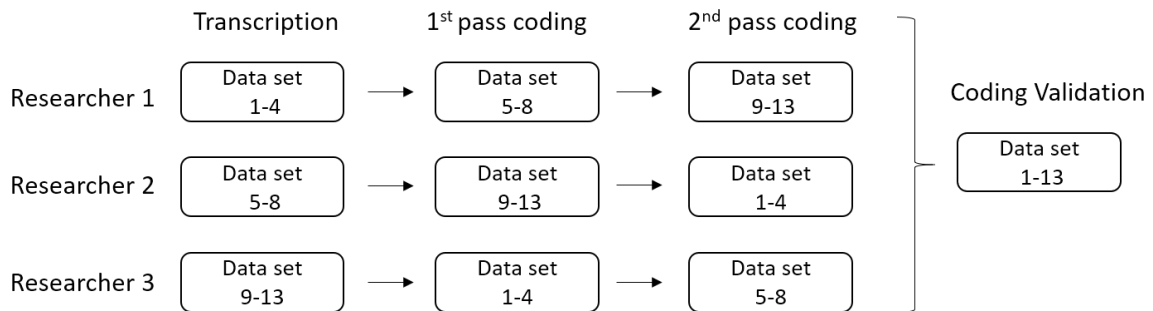 Transcription 1st pass coding 2nd pass coding
Researcher 1
Data set
1-4
Data set
5-8
Data set
9-13
Coding Validation
Data set
1-13
Researcher 2
Data set
5-8
Data set
9-13
Data set
1-4
Researcher 3
Data set
9-13
Data set
1-4
Data set
5-8